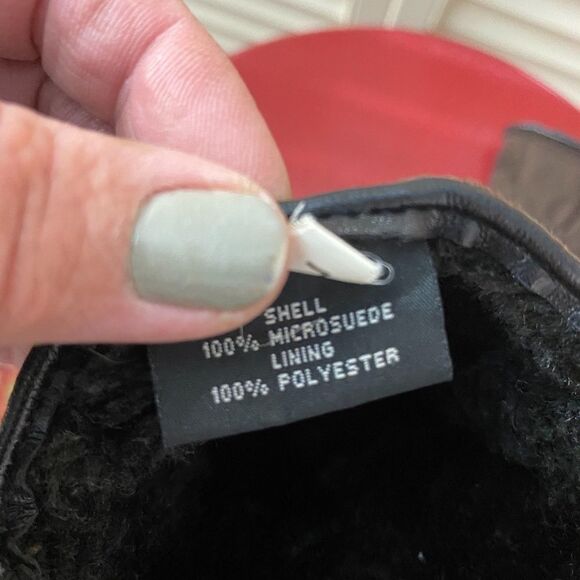 SHELL
100% MICROSUEDE
LINING
100% POLYESTER